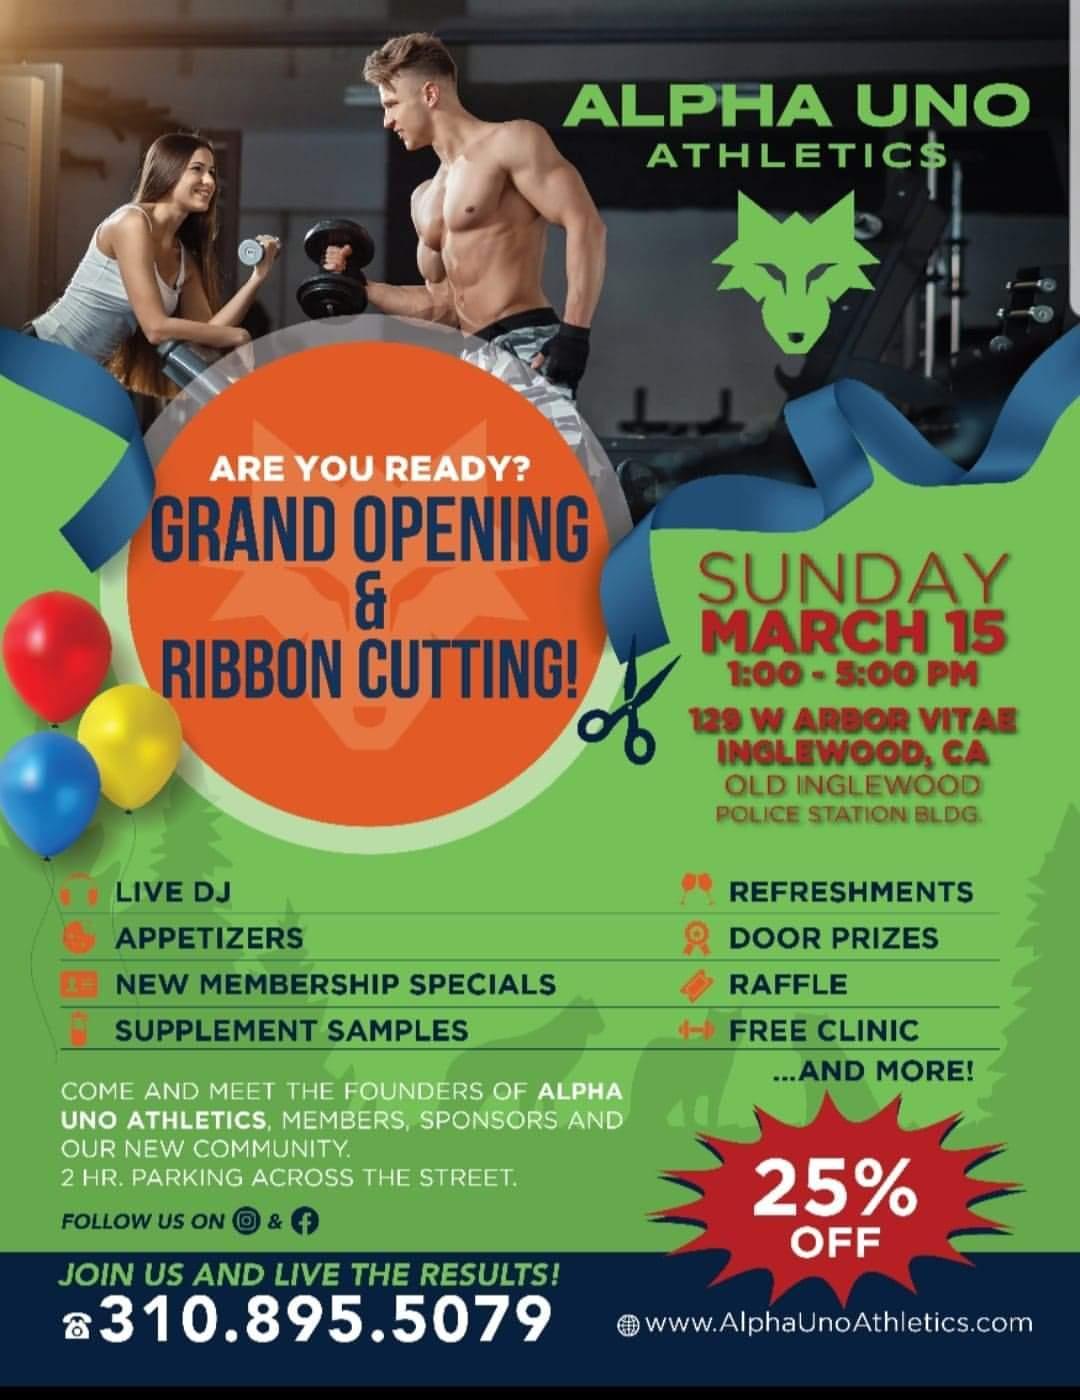 ALPHA UNO
ATHLETICS
ARE YOU READY?
GRAND OPENING
&
RIBBON CUTTING!
SUNDAY
MARCH 15
1:00 - 5:00 PM
129 W ARBOR VITAE
INGLEWOOD, CA
OLD INGLEWOOD
POLICE STATION BLDG.
LIVE DJ
APPETIZERS
NEW MEMBERSHIP SPECIALS
SUPPLEMENT SAMPLES
REFRESHMENTS
DOOR PRIZES
RAFFLE
FREE CLINIC
...AND MORE!
COME AND MEET THE FOUNDERS OF ALPHA
UNO ATHLETICS, MEMBERS, SPONSORS AND
OUR NEW COMMUNITY.
2 HR. PARKING ACROSS THE STREET.
FOLLOW US ON &
25%
OFF
JOIN US AND LIVE THE RESULTS!
310.895.5079
www.AlphaUnoAthletics.com